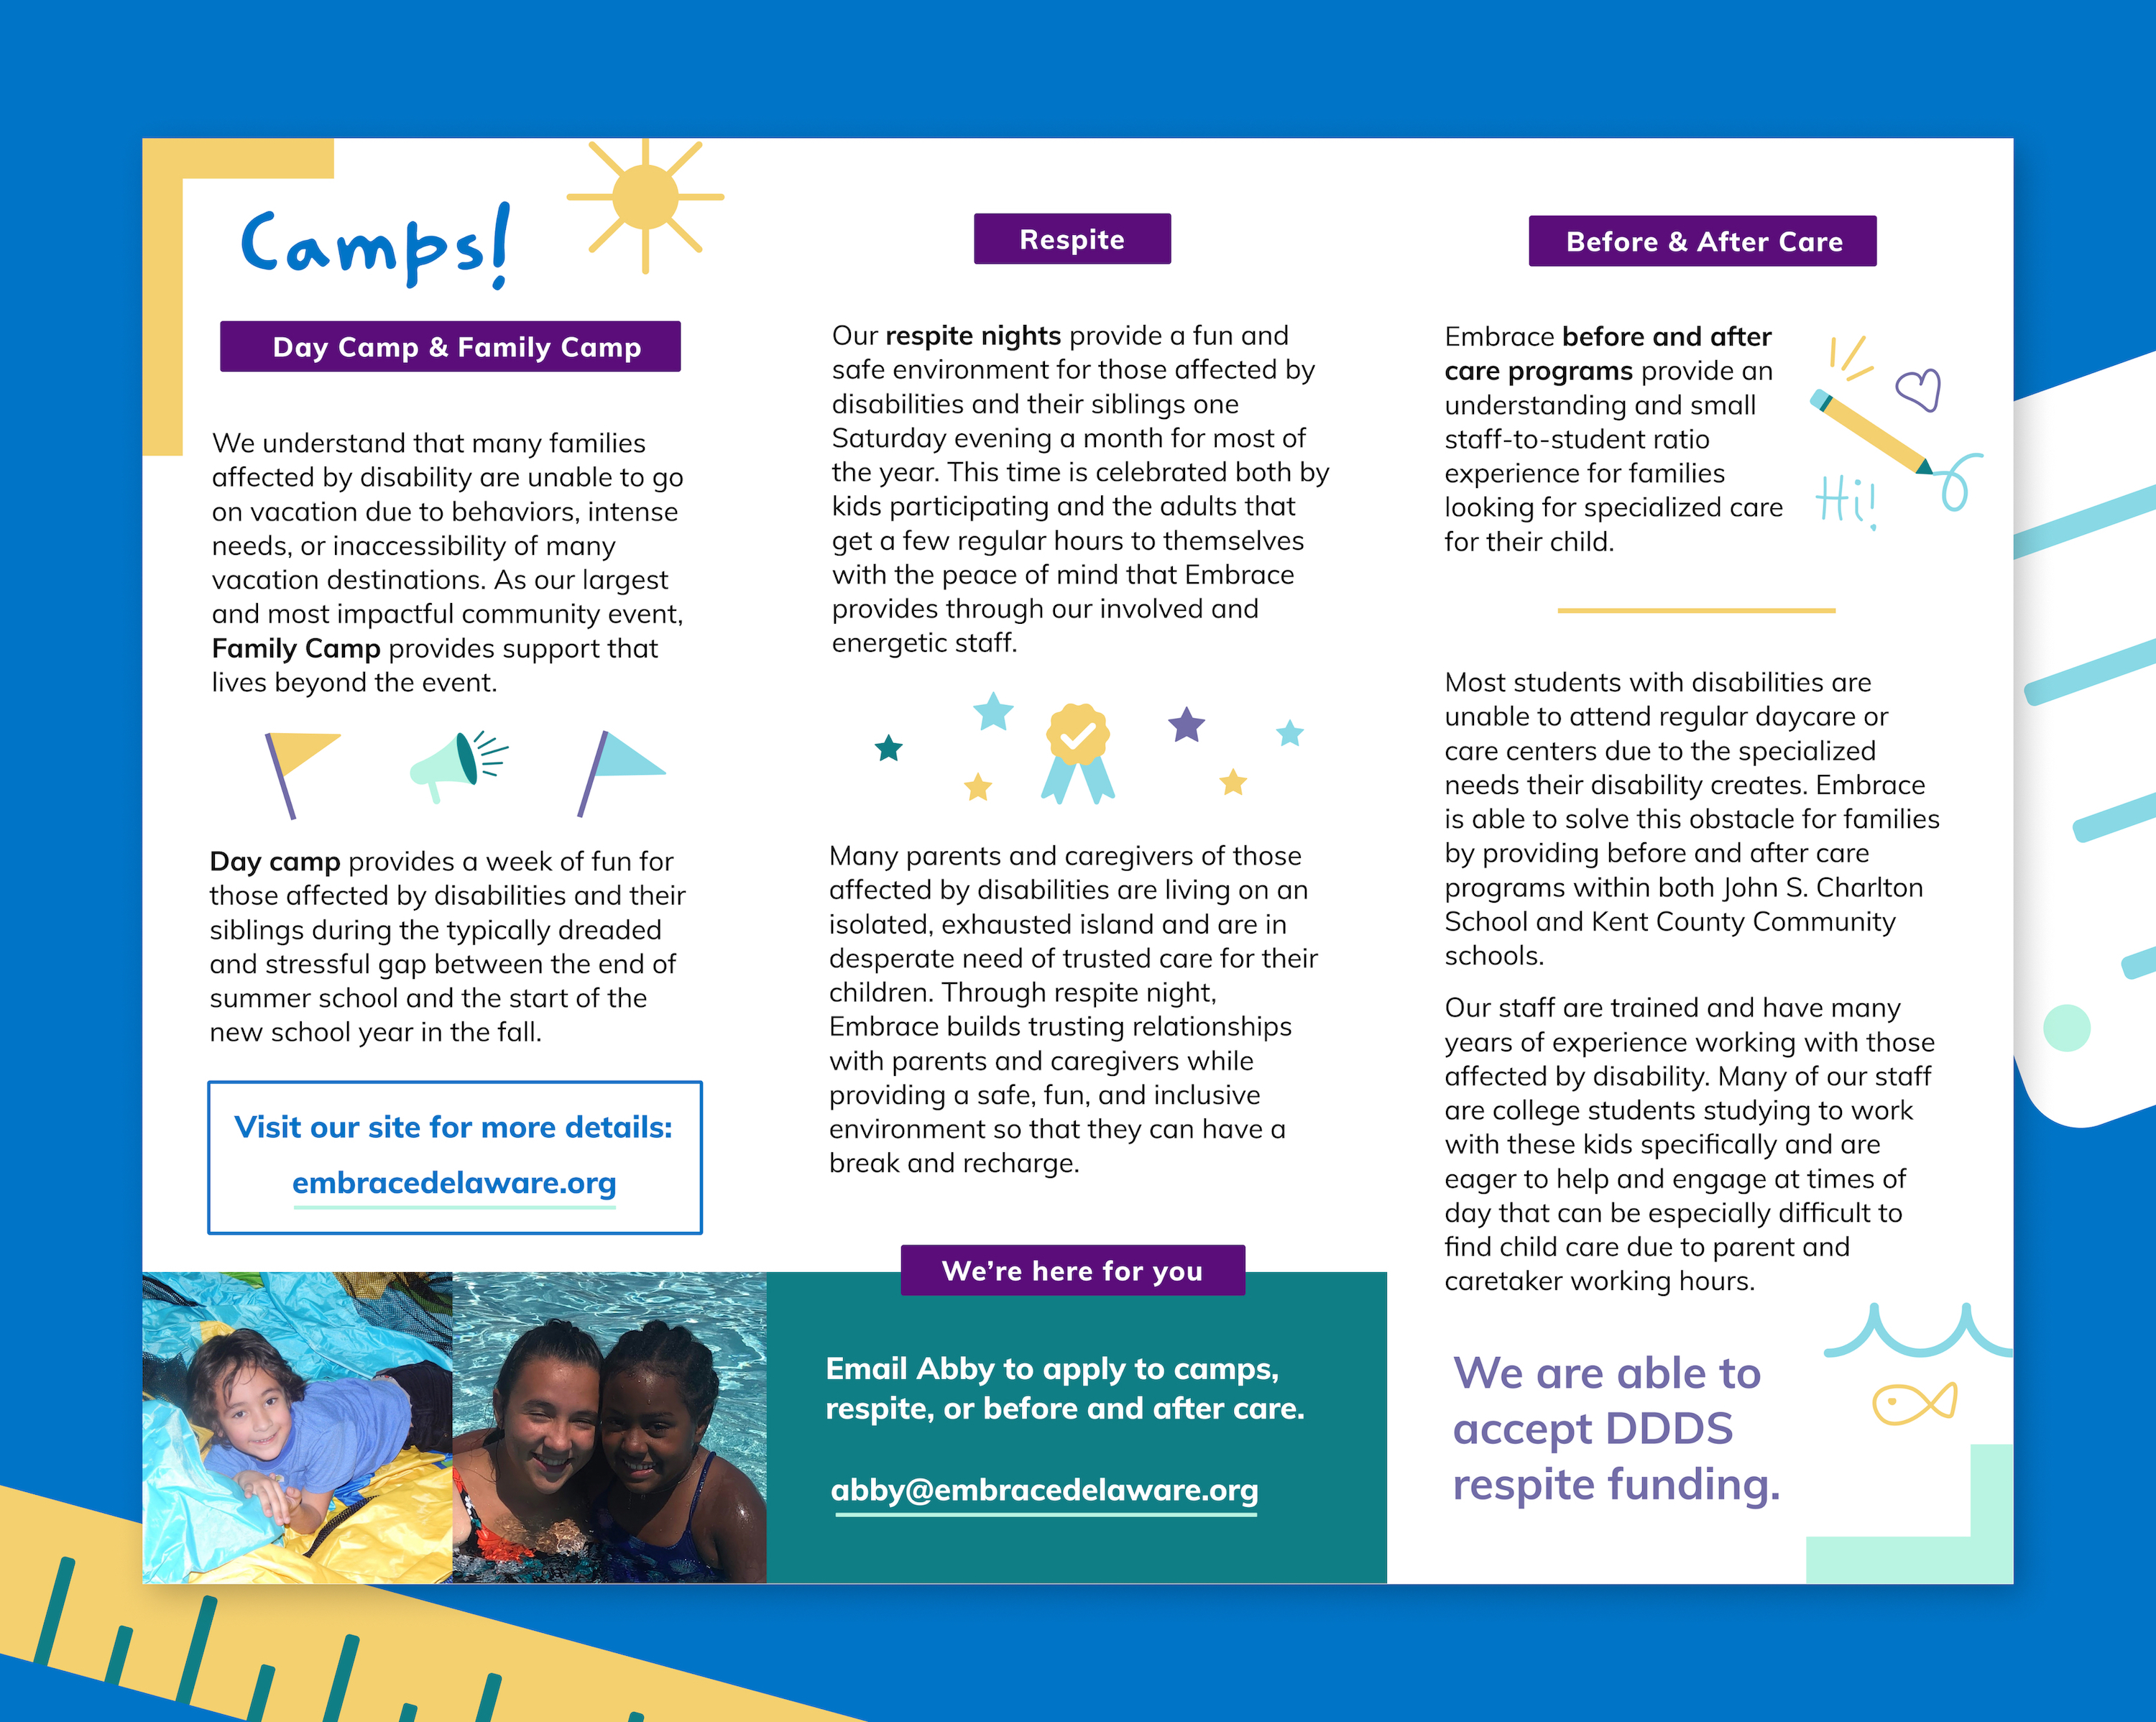 Camps!
Day Camp & Family Camp
We understand that many families
affected by disability are unable to go
on vacation due to behaviors, intense
needs, or inaccessibility of many
vacation destinations. As our largest
and most impactful community event,
Family Camp provides support that
lives beyond the event.
Day camp provides a week of fun for
those affected by disabilities and their
siblings during the typically dreaded
and stressful gap between the end of
summer school and the start of the
new school year in the fall.
Visit our site for more details:
embracedelaware.org
Respite
Our respite nights provide a fun and
safe environment for those affected by
disabilities and their siblings one
Saturday evening a month for most of
the year. This time is celebrated both by
kids participating and the adults that
get a few regular hours to themselves
with the peace of mind that Embrace
provides through our involved and
energetic staff.
Many parents and caregivers of those
affected by disabilities are living on an
isolated, exhausted island and are in
desperate need of trusted care for their
children. Through respite night,
Embrace builds trusting relationships
with parents and caregivers while
providing a safe, fun, and inclusive
environment so that they can have a
break and recharge.
We're here for you
Email Abby to apply to camps,
respite, or before and after care.
abby@embracedelaware.org
Before & After Care
Embrace before and after
care programs provide an
understanding and small
staff-to-student ratio
experience for families
looking for specialized care
for their child.
Hi!
Most students with disabilities are
unable to attend regular daycare or
care centers due to the specialized
needs their disability creates. Embrace
is able to solve this obstacle for families
by providing before and after care
programs within both John S. Charlton
School and Kent County Community
schools.
Our staff are trained and have many
years of experience working with those
affected by disability. Many of our staff
are college students studying to work
with these kids specifically and are
eager to help and engage at times of
day that can be especially difficult to
find child care due to parent and
caretaker working hours.
We are able to
accept DDDS
respite funding.